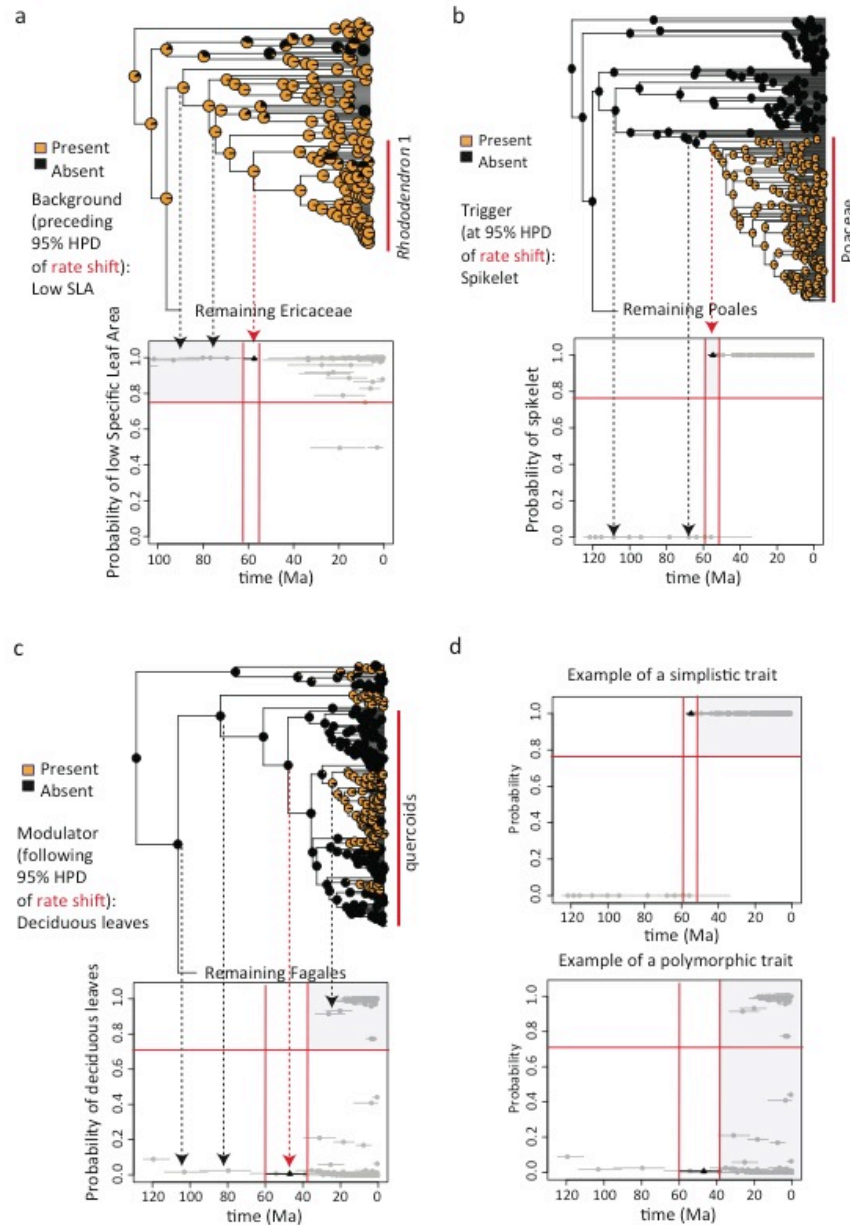 a
Present
Absent
Background
(preceding
95% HPD
of rate shift):
Low SLA
Rhododendron 1
Remaining Ericaceae
Probability of low Specific Leaf Area
1.0
0.8
0.6
0.4
0.2
0.0
100
80
60
40
20
0
time (Ma)
b
Present
Absent
Trigger
(at 95% HPD
of rate shift):
Spikelet
Poaceae
Remaining Poales
Probability of spikelet
1.0
0.8
0.6
0.4
0.2
0.0
120
100
80
60
40
20
0
time (Ma)
c
Present
Absent
Modulator
(following
95% HPD
of rate shift):
Deciduous leaves
quercoids
Remaining Fagales
Probability of deciduous leaves
1.0
0.8
0.6
0.4
0.2
0.0
120
100
80
60
40
20
0
time (Ma)
d
Example of a simplistic trait
Probability
1.0
0.8
0.6
0.4
0.2
0.0
120
100
80
60
40
20
0
time (Ma)
Example of a polymorphic trait
Probability
1.0
0.8
0.6
0.4
0.2
0.0
120
100
80
60
40
20
0
time (Ma)